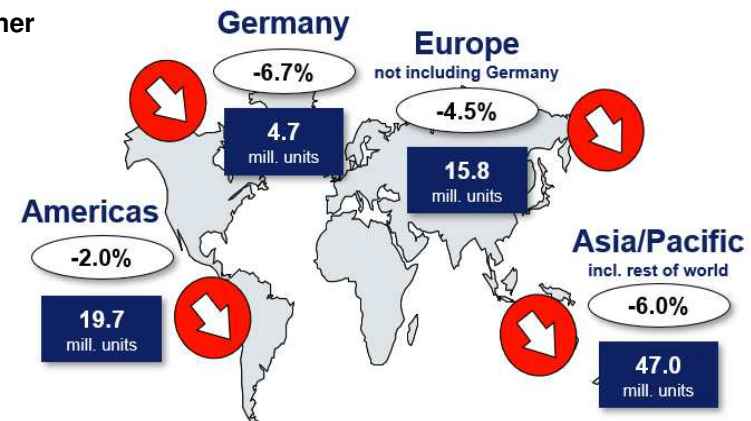 Germany
-6.7%
4.7
mill. units
Europe
not including Germany
-4.5%
15.8
mill. units
Americas
-2.0%
19.7
mill. units
Asia/Pacific
incl. rest of world
-6.0%
47.0
mill. units